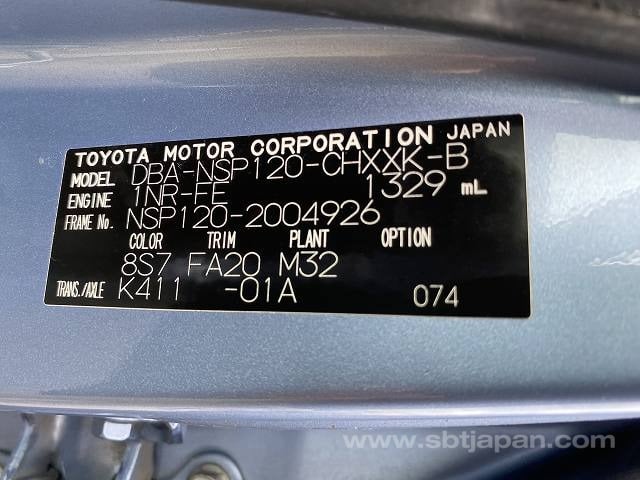 TOYOTA MOTOR CORPORATION JAPAN
MODEL DBA-NSP120-CHXXK-B
ENGINE 1NR-FE 1329 mL
FRAME No. NSP120-2004926
COLOR TRIM PLANT OPTION
8S7 FA20 M32
TRANS./AXLE K411 -01A 074
www.sbtjapan.com